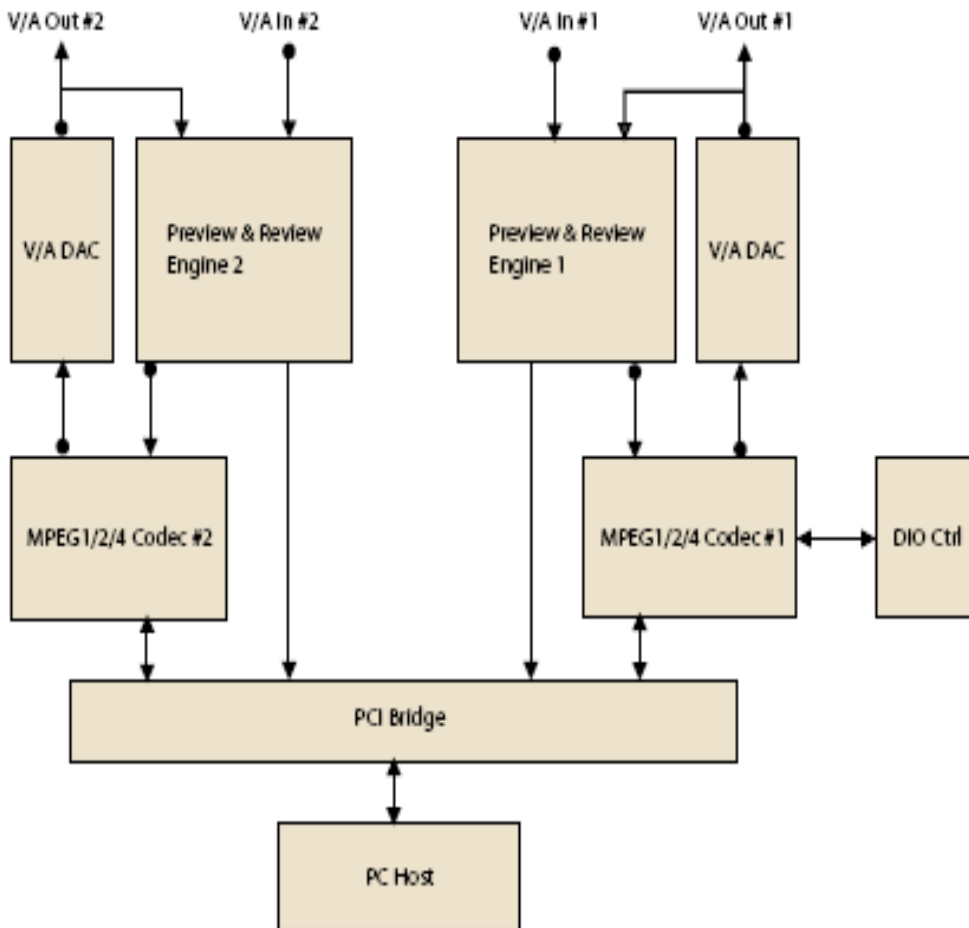 V/A Out #2
V/A In #2
V/A In #1
V/A Out #1
V/A DAC
Preview & Review
Engine 2
Preview & Review
Engine 1
V/A DAC
MPEG1/2/4 Codec #2
MPEG1/2/4 Codec #1
DIO Ctrl
PCI Bridge
PC Host